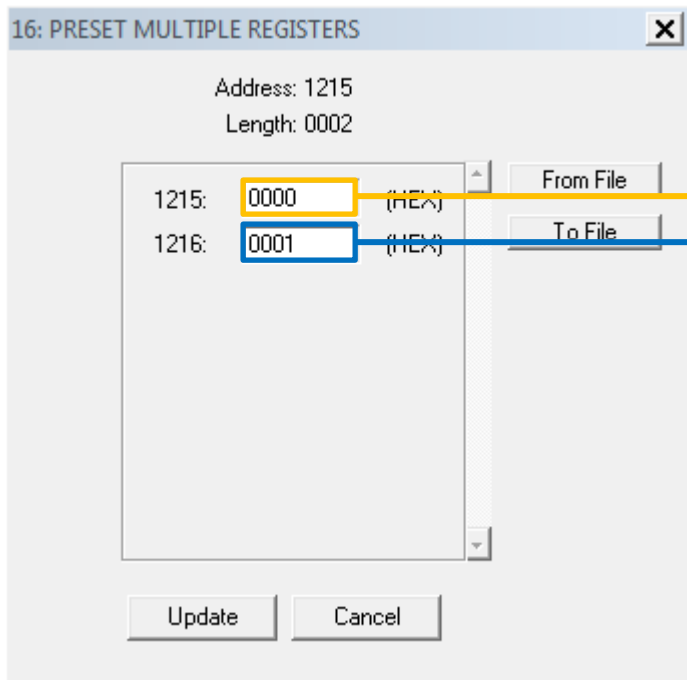 16: PRESET MULTIPLE REGISTERS
Address: 1215
Length: 0002
1215: 0000 (HEX) From File
1216: 0001 (HEX) To File
Update Cancel